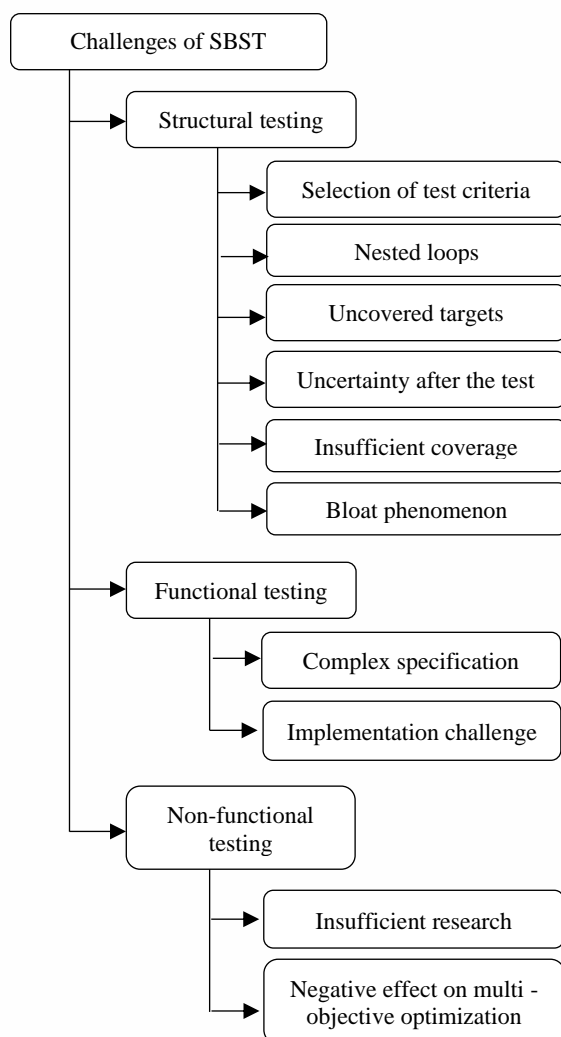 Challenges of SBST
Structural testing
Selection of test criteria
Nested loops
Uncovered targets
Uncertainty after the test
Insufficient coverage
Bloat phenomenon
Functional testing
Complex specification
Implementation challenge
Non-functional
testing
Insufficient research
Negative effect on multi -
objective optimization